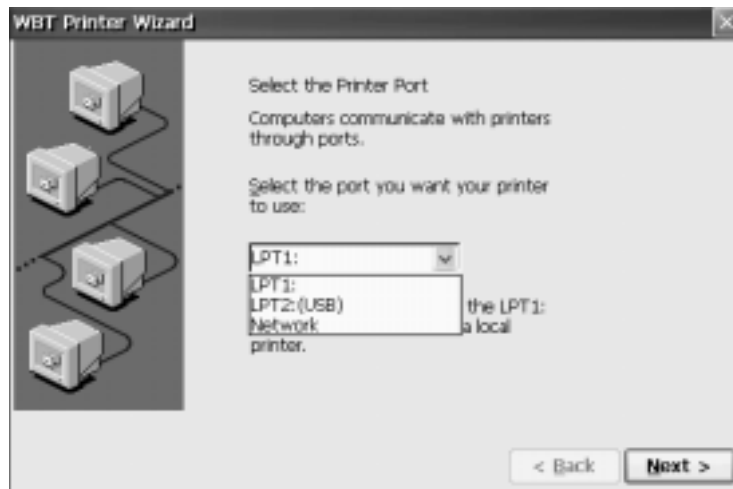 WBT Printer Wizard
Select the Printer Port
Computers communicate with printers
through ports.
Select the port you want your printer
to use:
LPT1:
LPT1:
LPT2:(USB)
Network
the LPT1:
a local
printer.
< Back
Next >